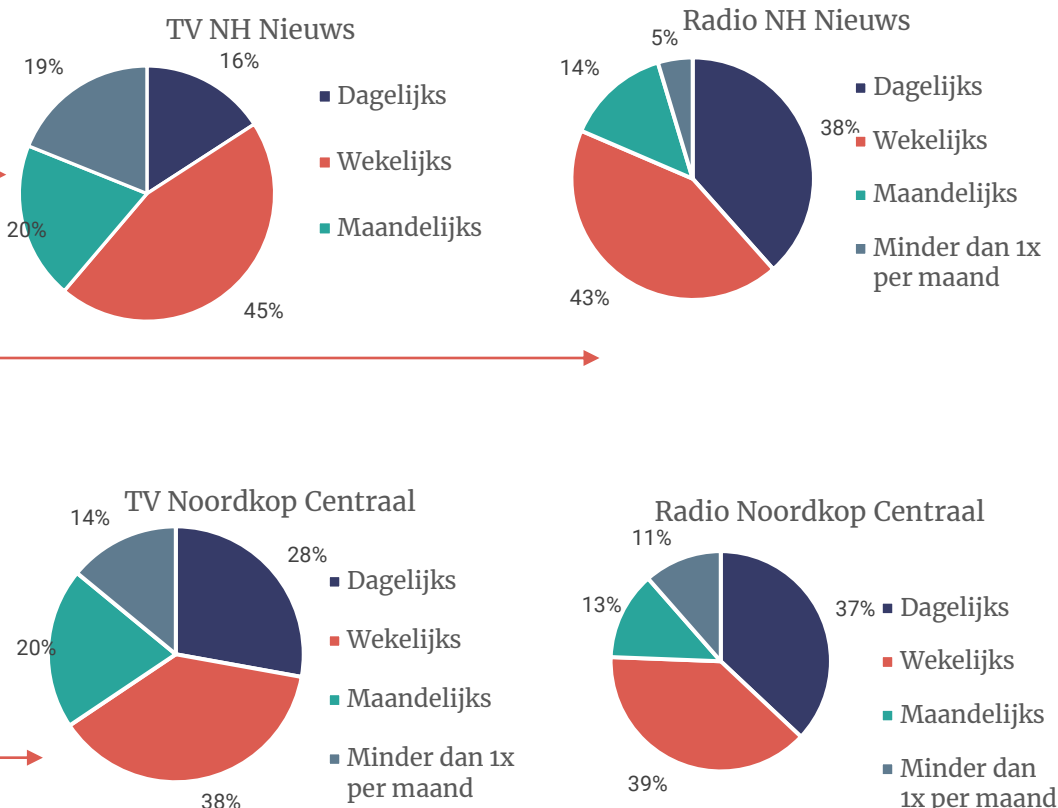 TV NH Nieuws
19%
16%
20%
45%
Dagelijks
Wekelijks
Maandelijks
Radio NH Nieuws
5%
14%
38%
43%
Dagelijks
Wekelijks
Maandelijks
Minder dan 1x
per maand
TV Noordkop Centraal
14%
28%
20%
38%
Dagelijks
Wekelijks
Maandelijks
Minder dan 1x
per maand
Radio Noordkop Centraal
11%
13%
37%
39%
Dagelijks
Wekelijks
Maandelijks
Minder dan
1x per maand